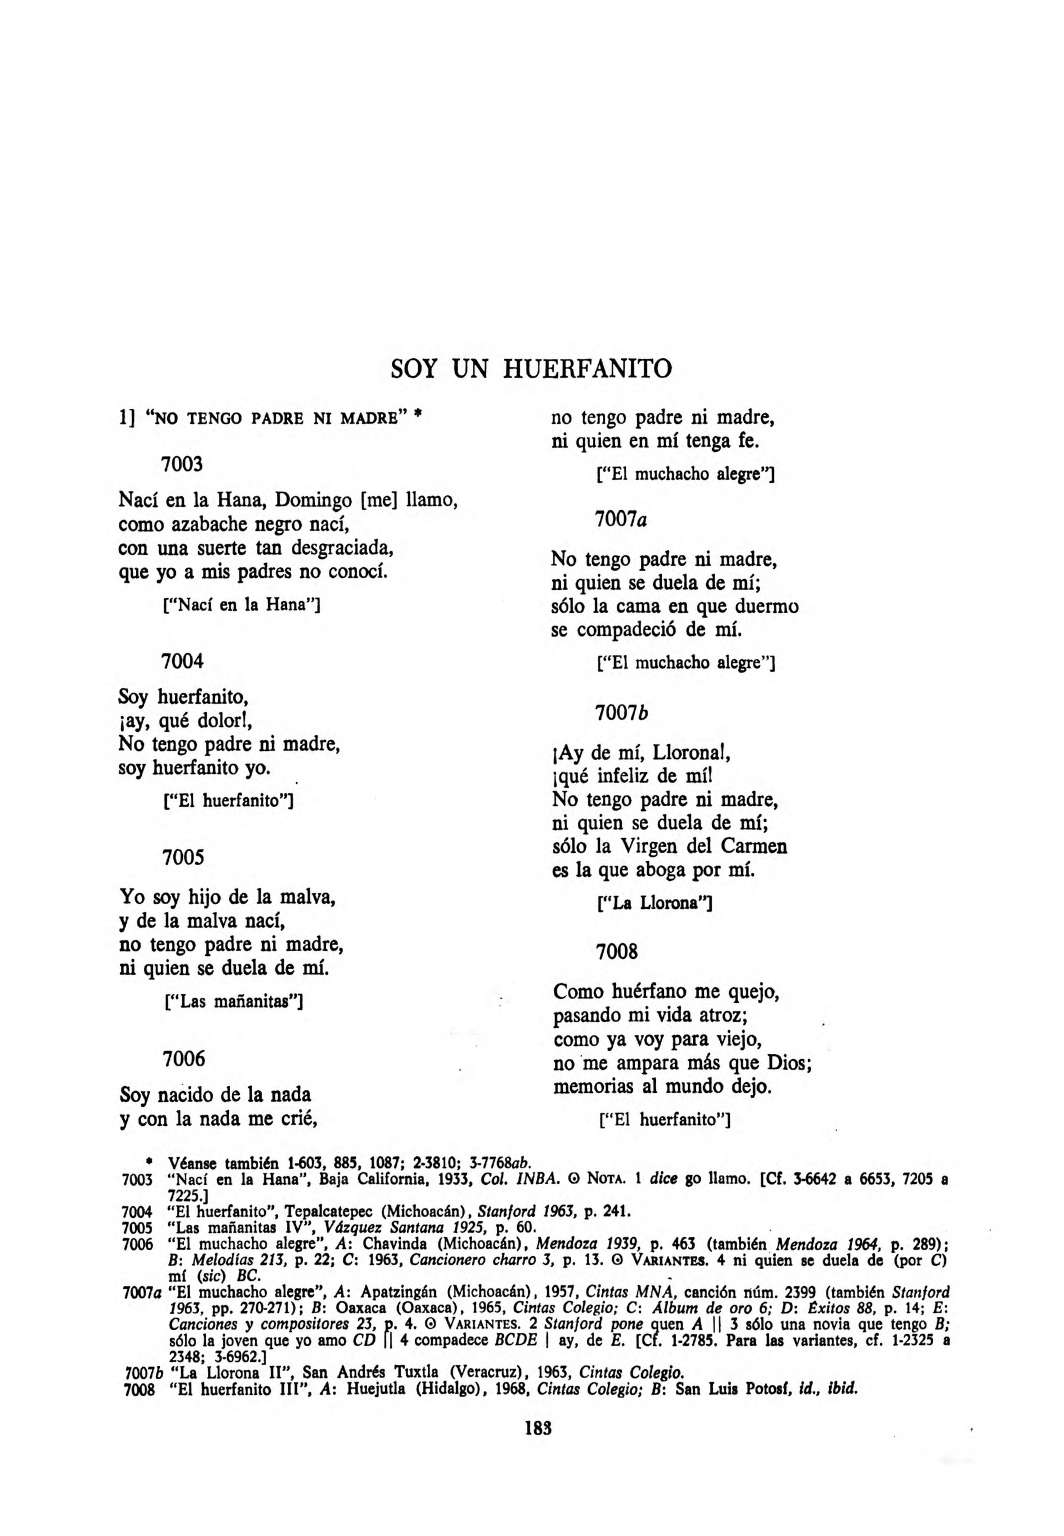 SOY UN HUERFANITO
1] “NO TENGO PADRE NI MADRE” *
7003
Nací en la Hana, Domingo [me] llamo,
como azabache negro nací,
con una suerte tan desgraciada,
que yo a mis padres no conocí.
[“Nací en la Hana”]
7004
Soy huerfanito,
¡ay, qué dolor!,
No tengo padre ni madre,
soy huerfanito yo.
[“El huerfanito”]
7005
Yo soy hijo de la malva,
y de la malva nací,
no tengo padre ni madre,
ni quien se duela de mí.
[“Las mañanitas”]
7006
Soy nacido de la nada
y con la nada me crié,
no tengo padre ni madre,
ni quien en mí tenga fe.
[“El muchacho alegre”]
7007a
No tengo padre ni madre,
ni quien se duela de mí;
sólo la cama en que duermo
se compadeció de mí.
[“El muchacho alegre”]
7007b
¡Ay de mí, Llorona!,
¡qué infeliz de mí!
No tengo padre ni madre,
ni quien se duela de mí;
sólo la Virgen del Carmen
es la que aboga por mí.
[“La Llorona”]
7008
Como huérfano me quejo,
pasando mi vida atroz;
como ya voy para viejo,
no me ampara más que Dios;
memorias al mundo dejo.
[“El huerfanito”]
* Véanse también 1-603, 885, 1087; 2-3810; 3-7768ab.
7003 “Nací en la Hana”, Baja California, 1933, Col. INBA. ⊙ NOTA. 1 dice go llamo. [Cf. 3-6642 a 6653, 7205 a
7225.]
7004 “El huerfanito”, Tepalcatepec (Michoacán), Stanford 1963, p. 241.
7005 “Las mañanitas IV”, Vázquez Santana 1925, p. 60.
7006 “El muchacho alegre”, A: Chavinda (Michoacán), Mendoza 1939, p. 463 (también Mendoza 1964, p. 289);
B: Melodías 213, p. 22; C: 1963, Cancionero charro 3, p. 13. ⊙ VARIANTES. 4 ni quien se duela de (por C)
mí (sic) BC.
7007a “El muchacho alegre”, A: Apatzingán (Michoacán), 1957, Cintas MNA, canción núm. 2399 (también Stanford
1963, pp. 270-271); B: Oaxaca (Oaxaca), 1965, Cintas Colegio; C: Álbum de oro 6; D: Éxitos 88, p. 14; E:
Canciones y compositores 23, p. 4. ⊙ VARIANTES. 2 Stanford pone quen A || 3 sólo una novia que tengo B;
sólo la joven que yo amo CD || 4 compadece BCDE | ay, de E. [Cf. 1-2785. Para las variantes, cf. 1-2325 a
2348; 3-6962.]
7007b “La Llorona II”, San Andrés Tuxtla (Veracruz), 1963, Cintas Colegio.
7008 “El huerfanito III”, A: Huejutla (Hidalgo), 1968, Cintas Colegio; B: San Luis Potosí, id., ibid.
183